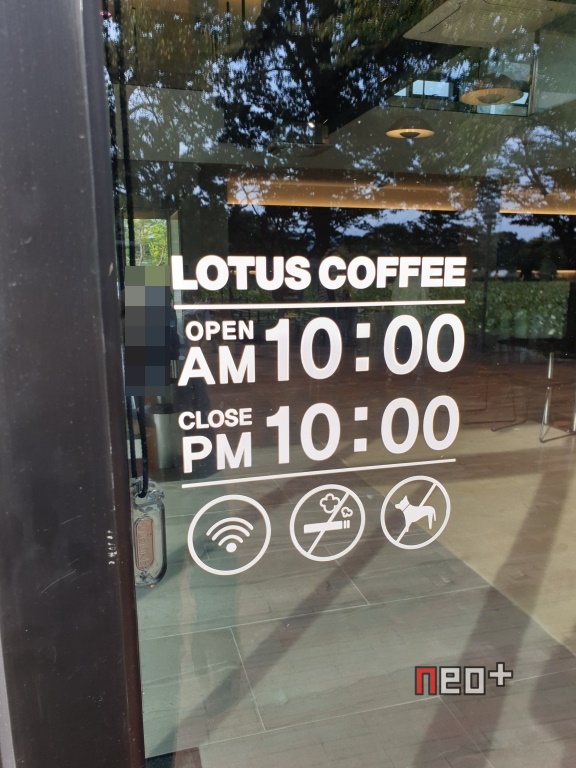 LOTUS COFFEE
OPEN
AM 10:00
CLOSE
PM 10:00
neo+